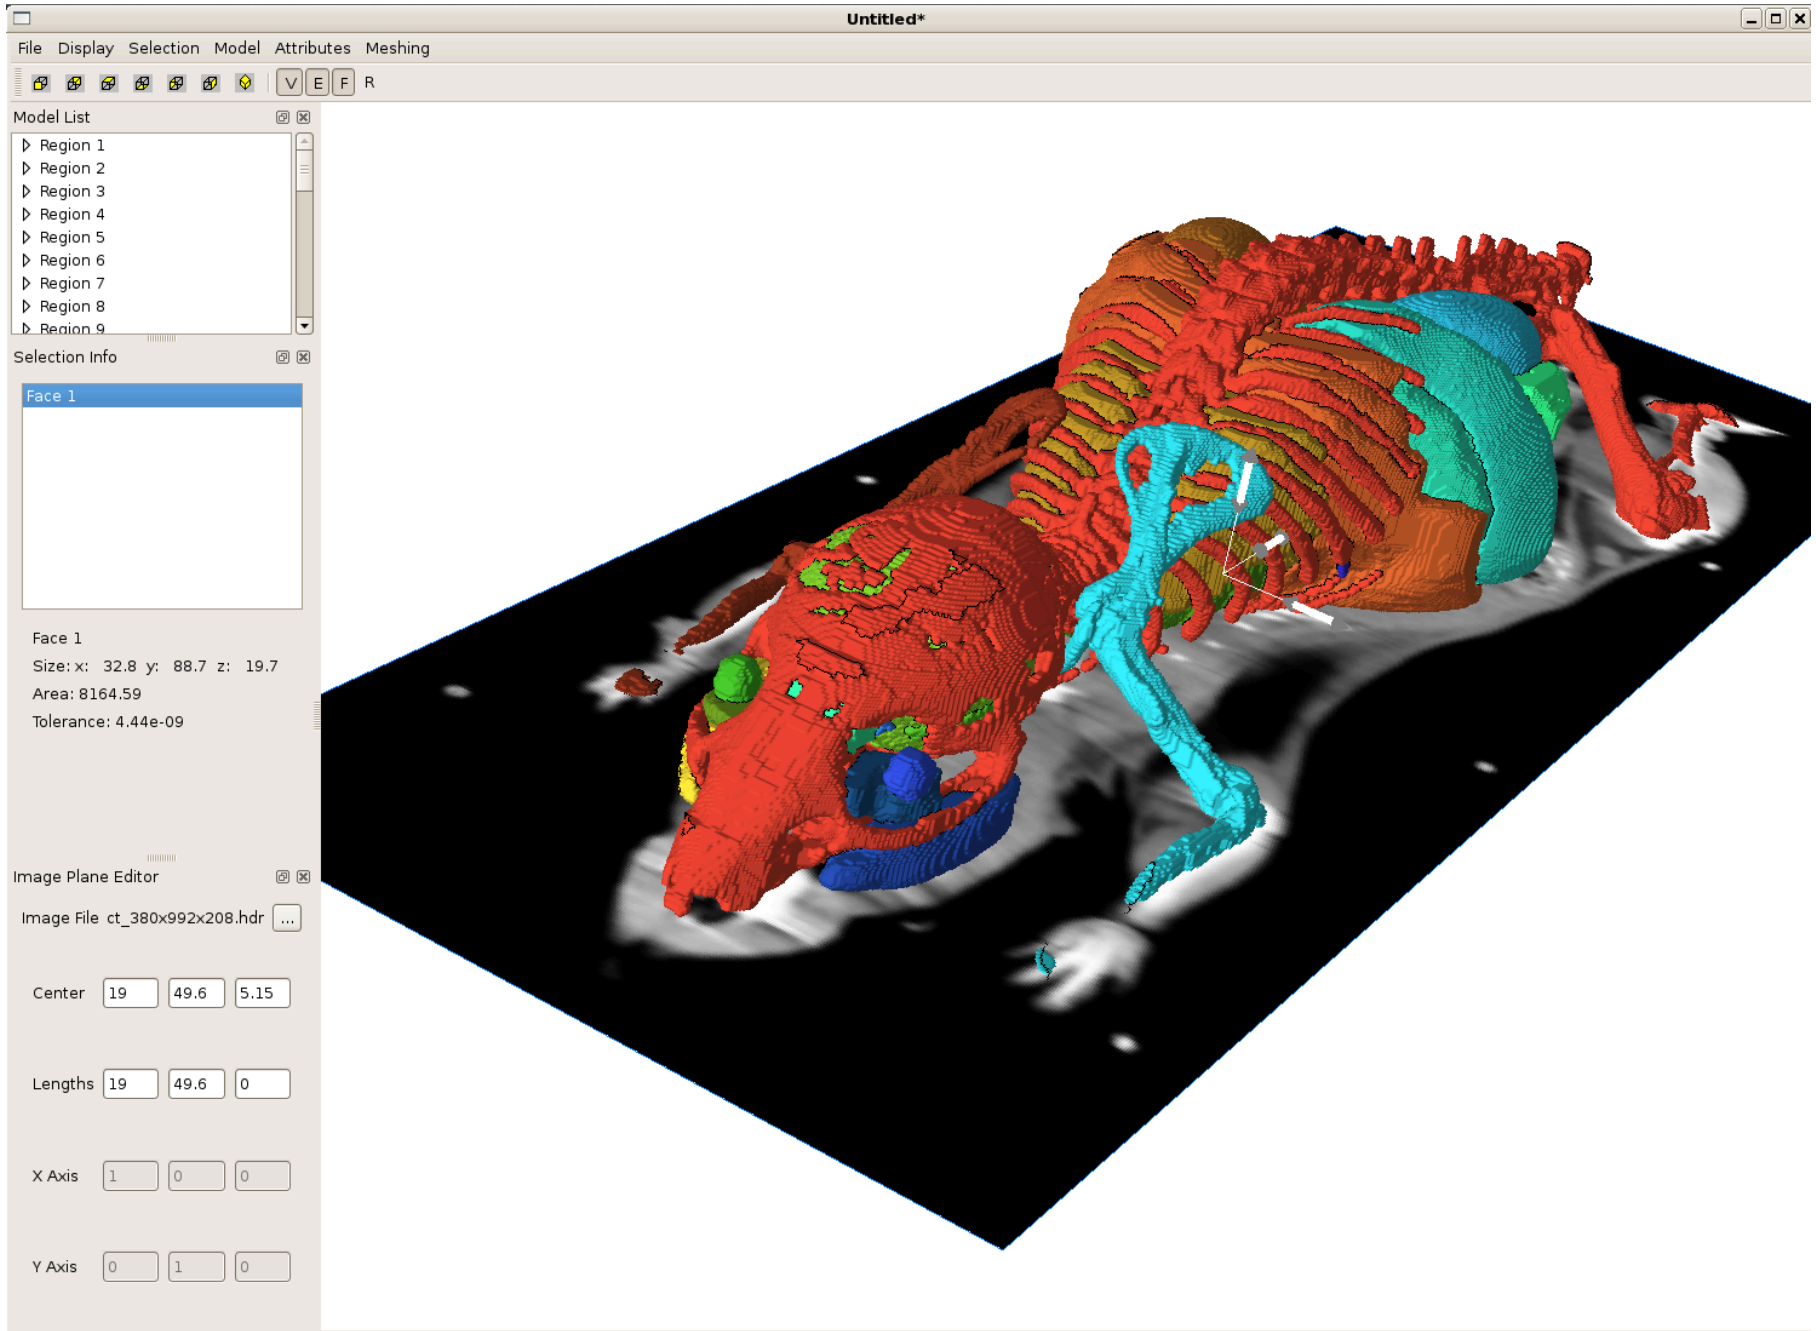 Untitled*
File Display Selection Model Attributes Meshing
V E F R
Model List
Region 1
Region 2
Region 3
Region 4
Region 5
Region 6
Region 7
Region 8
Region 9
Selection Info
Face 1
Face 1
Size: x: 32.8 y: 88.7 z: 19.7
Area: 8164.59
Tolerance: 4.44e-09
Image Plane Editor
Image File ct_380x992x208.hdr ...
Center 19 49.6 5.15
Lengths 19 49.6 0
X Axis 1 0 0
Y Axis 0 1 0